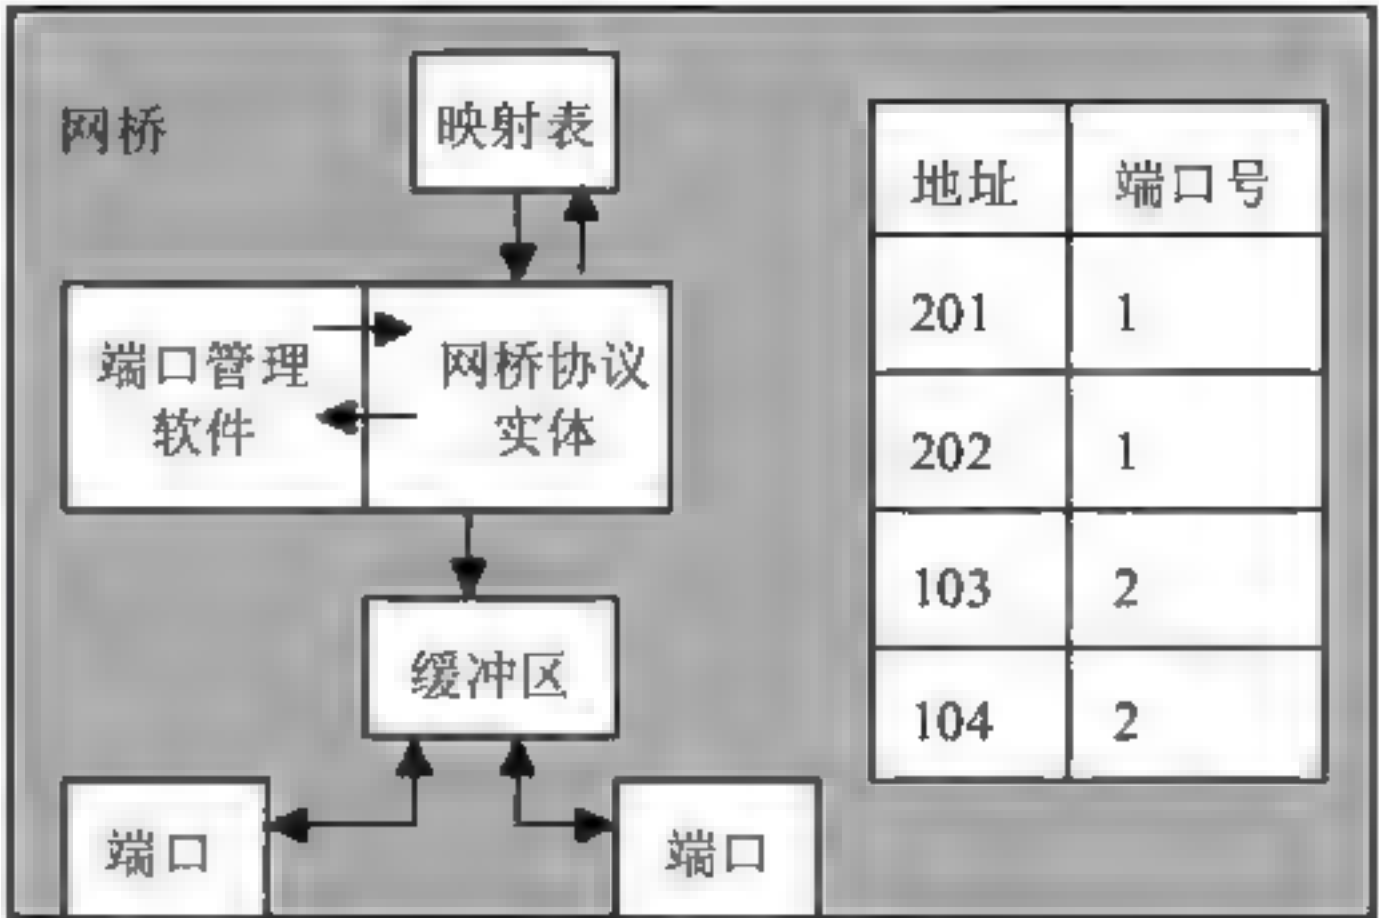 网桥
映射表
端口管理
软件
网桥协议
实体
缓冲区
端口
端口
地址 端口号
201 1
202 1
103 2
104 2